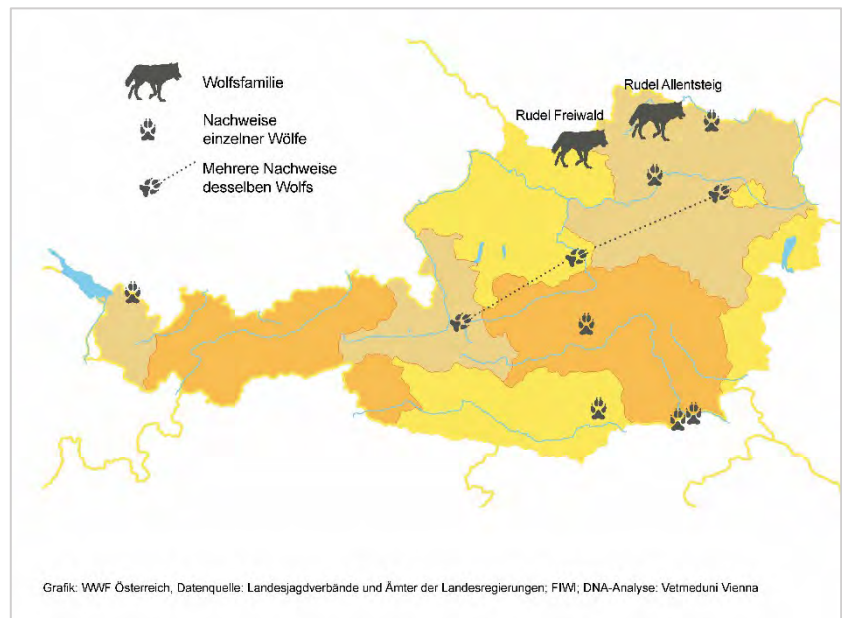 Wolfsfamilie
Nachweise
einzelner Wölfe
Mehrere Nachweise
desselben Wolfs
Rudel Allentsteig
Rudel Freiwald
Grafik: WWF Österreich, Datenquelle: Landesjagdverbände und Ämter der Landesregierungen; FIWI; DNA-Analyse: Vetmeduni Vienna